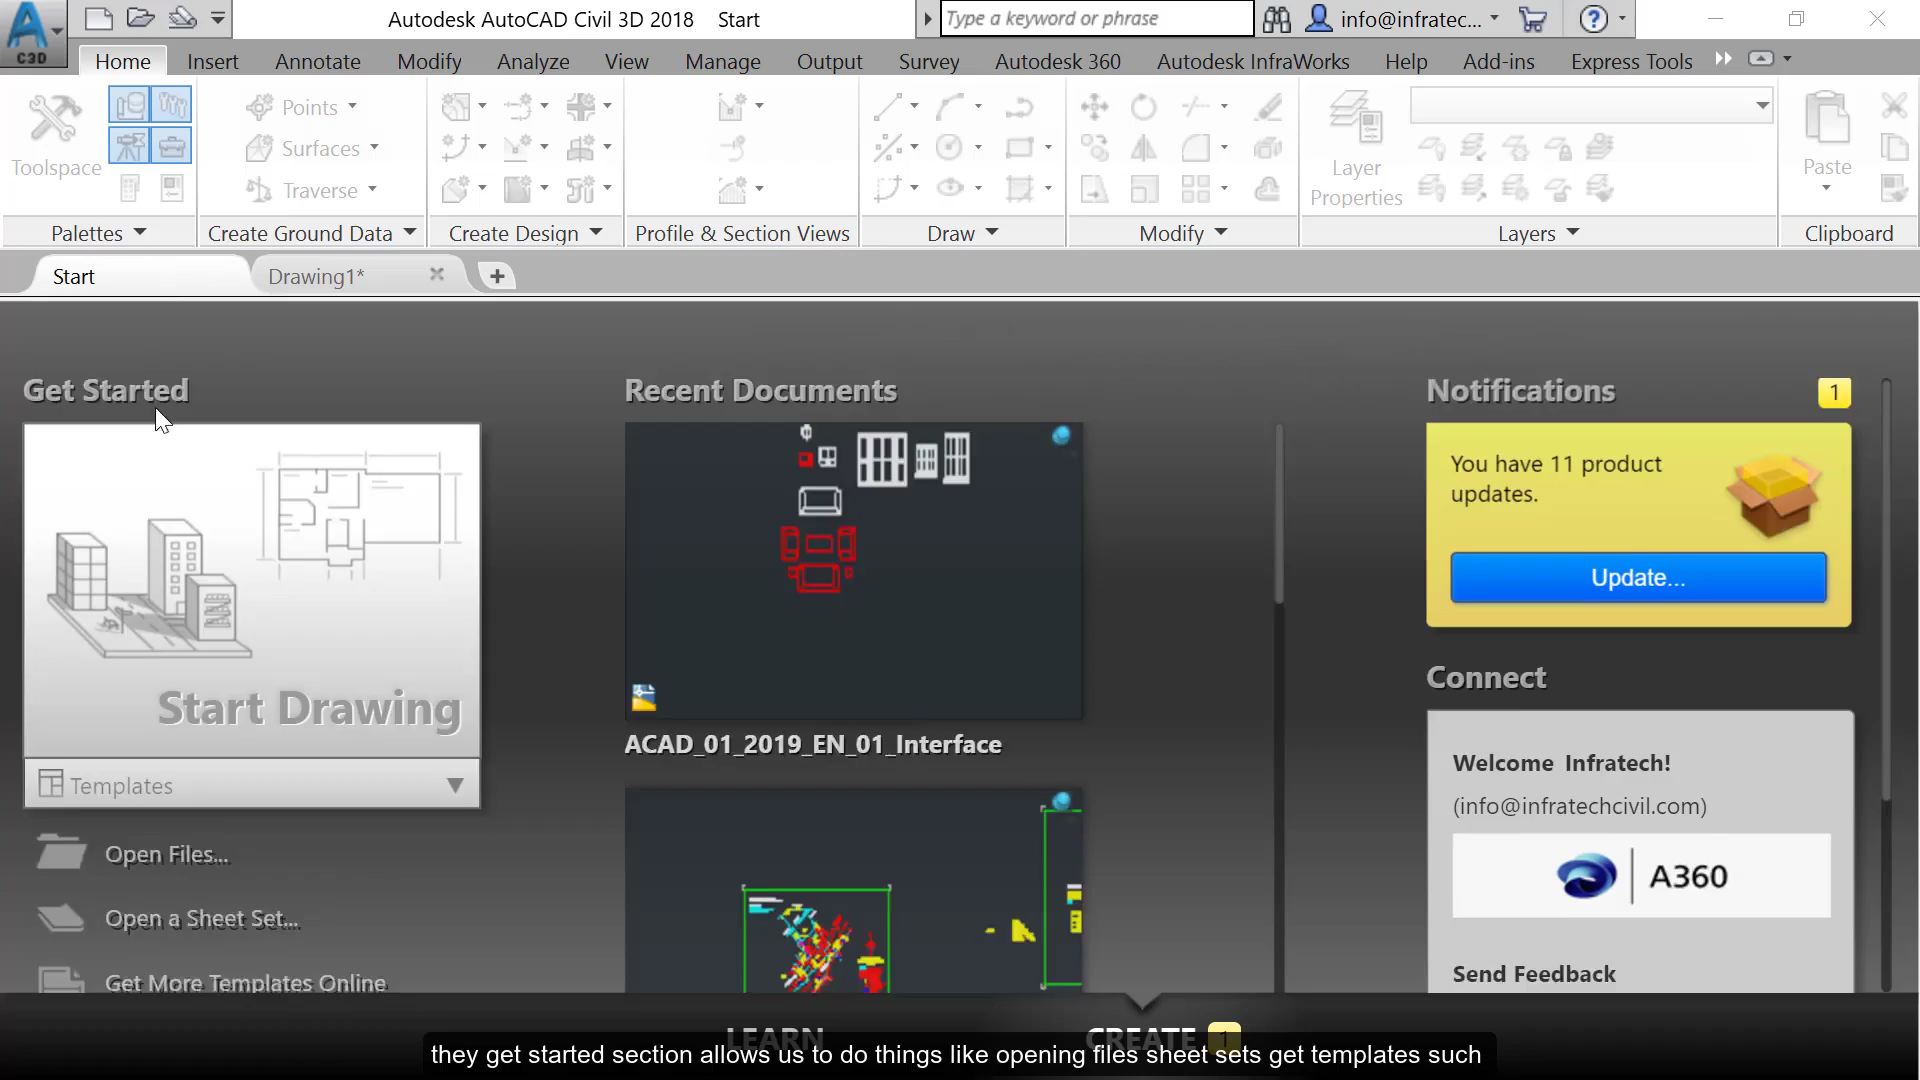 Autodesk AutoCAD Civil 3D 2018 Start
Type a keyword or phrase
info@infratec...
?
C3D
Home Insert Annotate Modify Analyze View Manage Output Survey Autodesk 360 Autodesk InfraWorks Help Add-ins Express Tools
Toolspace
Points
Surfaces
Traverse
Layer
Properties
Paste
Palettes Create Ground Data Create Design Profile & Section Views Draw Modify Layers Clipboard
Start Drawing1*
Get Started
Start Drawing
Templates
Open Files...
Open a Sheet Set...
Get More Templates Online
Recent Documents
ACAD_01_2019_EN_01_Interface
Notifications 1
You have 11 product
updates.
Update...
Connect
Welcome Infratech!
(info@infratechcivil.com)
A360
Send Feedback
LEARN CREATE 1
they get started section allows us to do things like opening files sheet sets get templates such